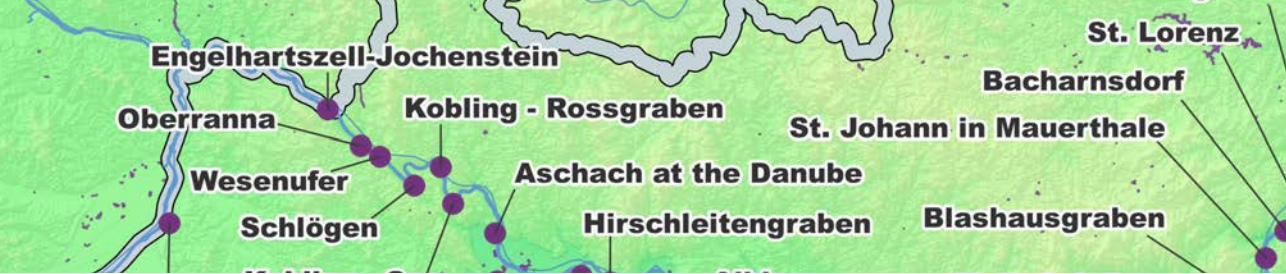 St. Lorenz
Engelhartszell-Jochenstein
Bacharnsdorf
Oberranna
Kobling - Rossgraben
St. Johann in Mauerthale
Wesenufer
Aschach at the Danube
Schlögen
Hirschleitengraben
Blashausgraben